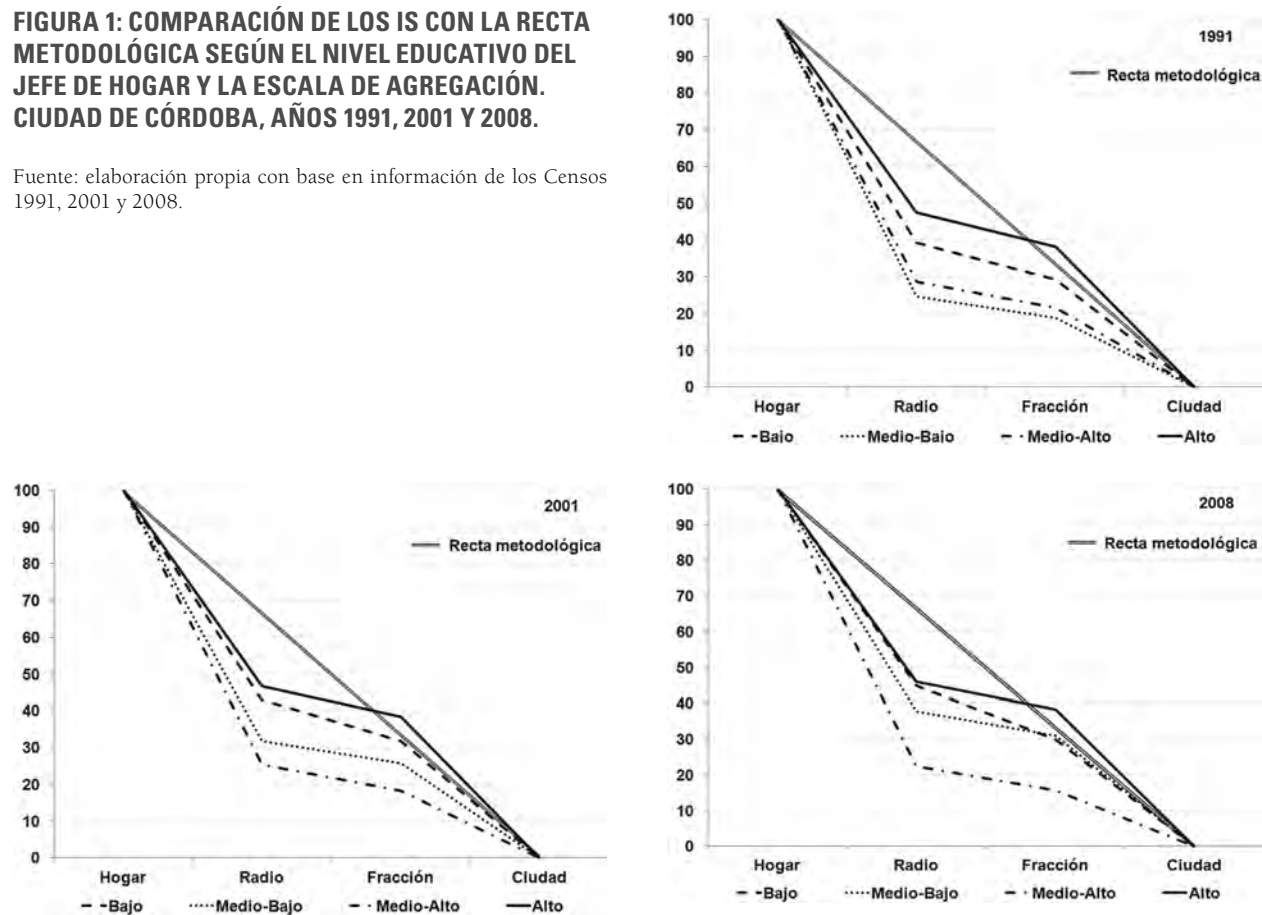 FIGURA 1: COMPARACIÓN DE LOS IS CON LA RECTA
METODOLÓGICA SEGÚN EL NIVEL EDUCATIVO DEL
JEFE DE HOGAR Y LA ESCALA DE AGREGACIÓN.
CIUDAD DE CÓRDOBA, AÑOS 1991, 2001 Y 2008.
Fuente: elaboración propia con base en información de los Censos
1991, 2001 y 2008.
1991
Recta metodológica
100
90
80
70
60
50
40
30
20
10
0
Hogar Radio Fracción Ciudad
Baio Medio-Baio Medio-Alto Alto
2001
Recta metodológica
100
90
80
70
60
50
40
30
20
10
0
Hogar Radio Fracción Ciudad
Bajo Medio-Bajo Medio-Alto Alto
2008
Recta metodológica
100
90
80
70
60
50
40
30
20
10
0
Hogar Radio Fracción Ciudad
Bajo Medio-Bajo Medio-Alto Alto